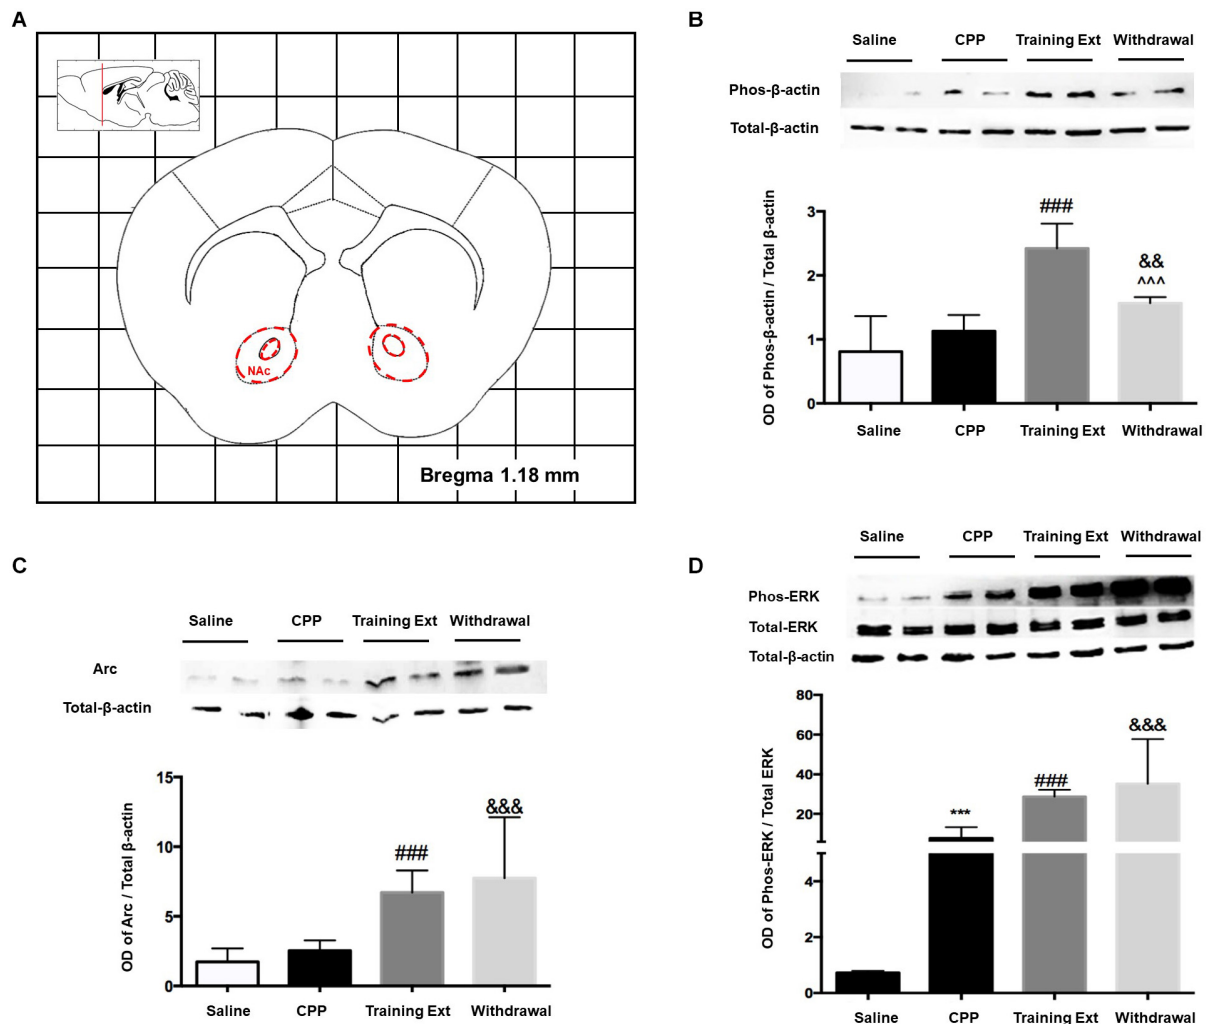 A
NAc
Bregma 1.18 mm
B
Saline CPP Training Ext Withdrawal
Phos-β-actin
Total-β-actin
OD of Phos-β-actin / Total β-actin
3
2
1
0
###
&&
^^^
Saline CPP Training Ext Withdrawal
C
Saline CPP Training Ext Withdrawal
Arc
Total-β-actin
OD of Arc / Total β-actin
15
10
5
0
###
&&&
Saline CPP Training Ext Withdrawal
D
Saline CPP Training Ext Withdrawal
Phos-ERK
Total-ERK
Total-β-actin
OD of Phos-ERK / Total ERK
80
60
40
20
4
2
0
***
###
&&&
Saline CPP Training Ext Withdrawal